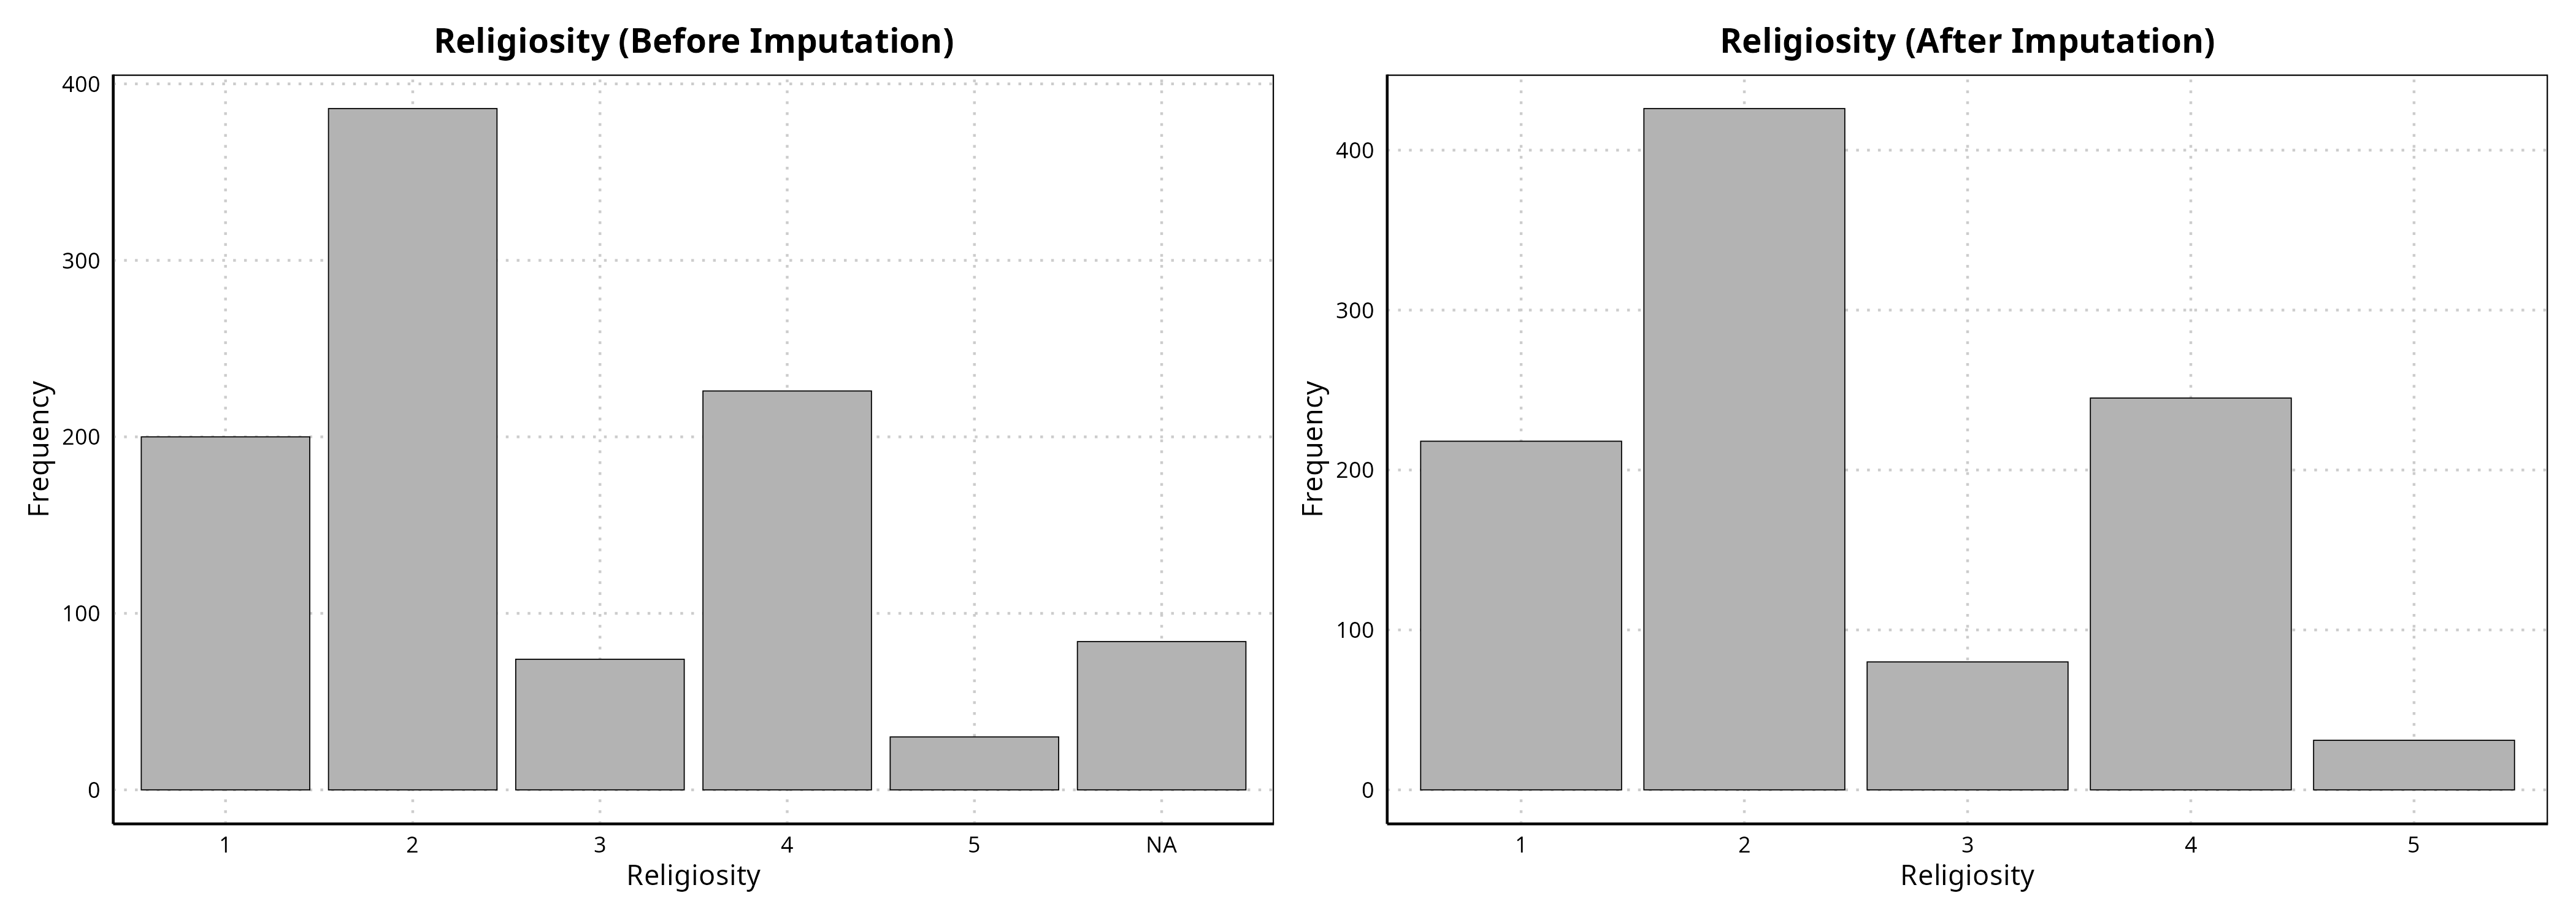 Religiosity (Before Imputation)
400
300
200
100
0
Frequency
1 2 3 4 5 NA
Religiosity
Religiosity (After Imputation)
400
300
200
100
0
Frequency
1 2 3 4 5
Religiosity